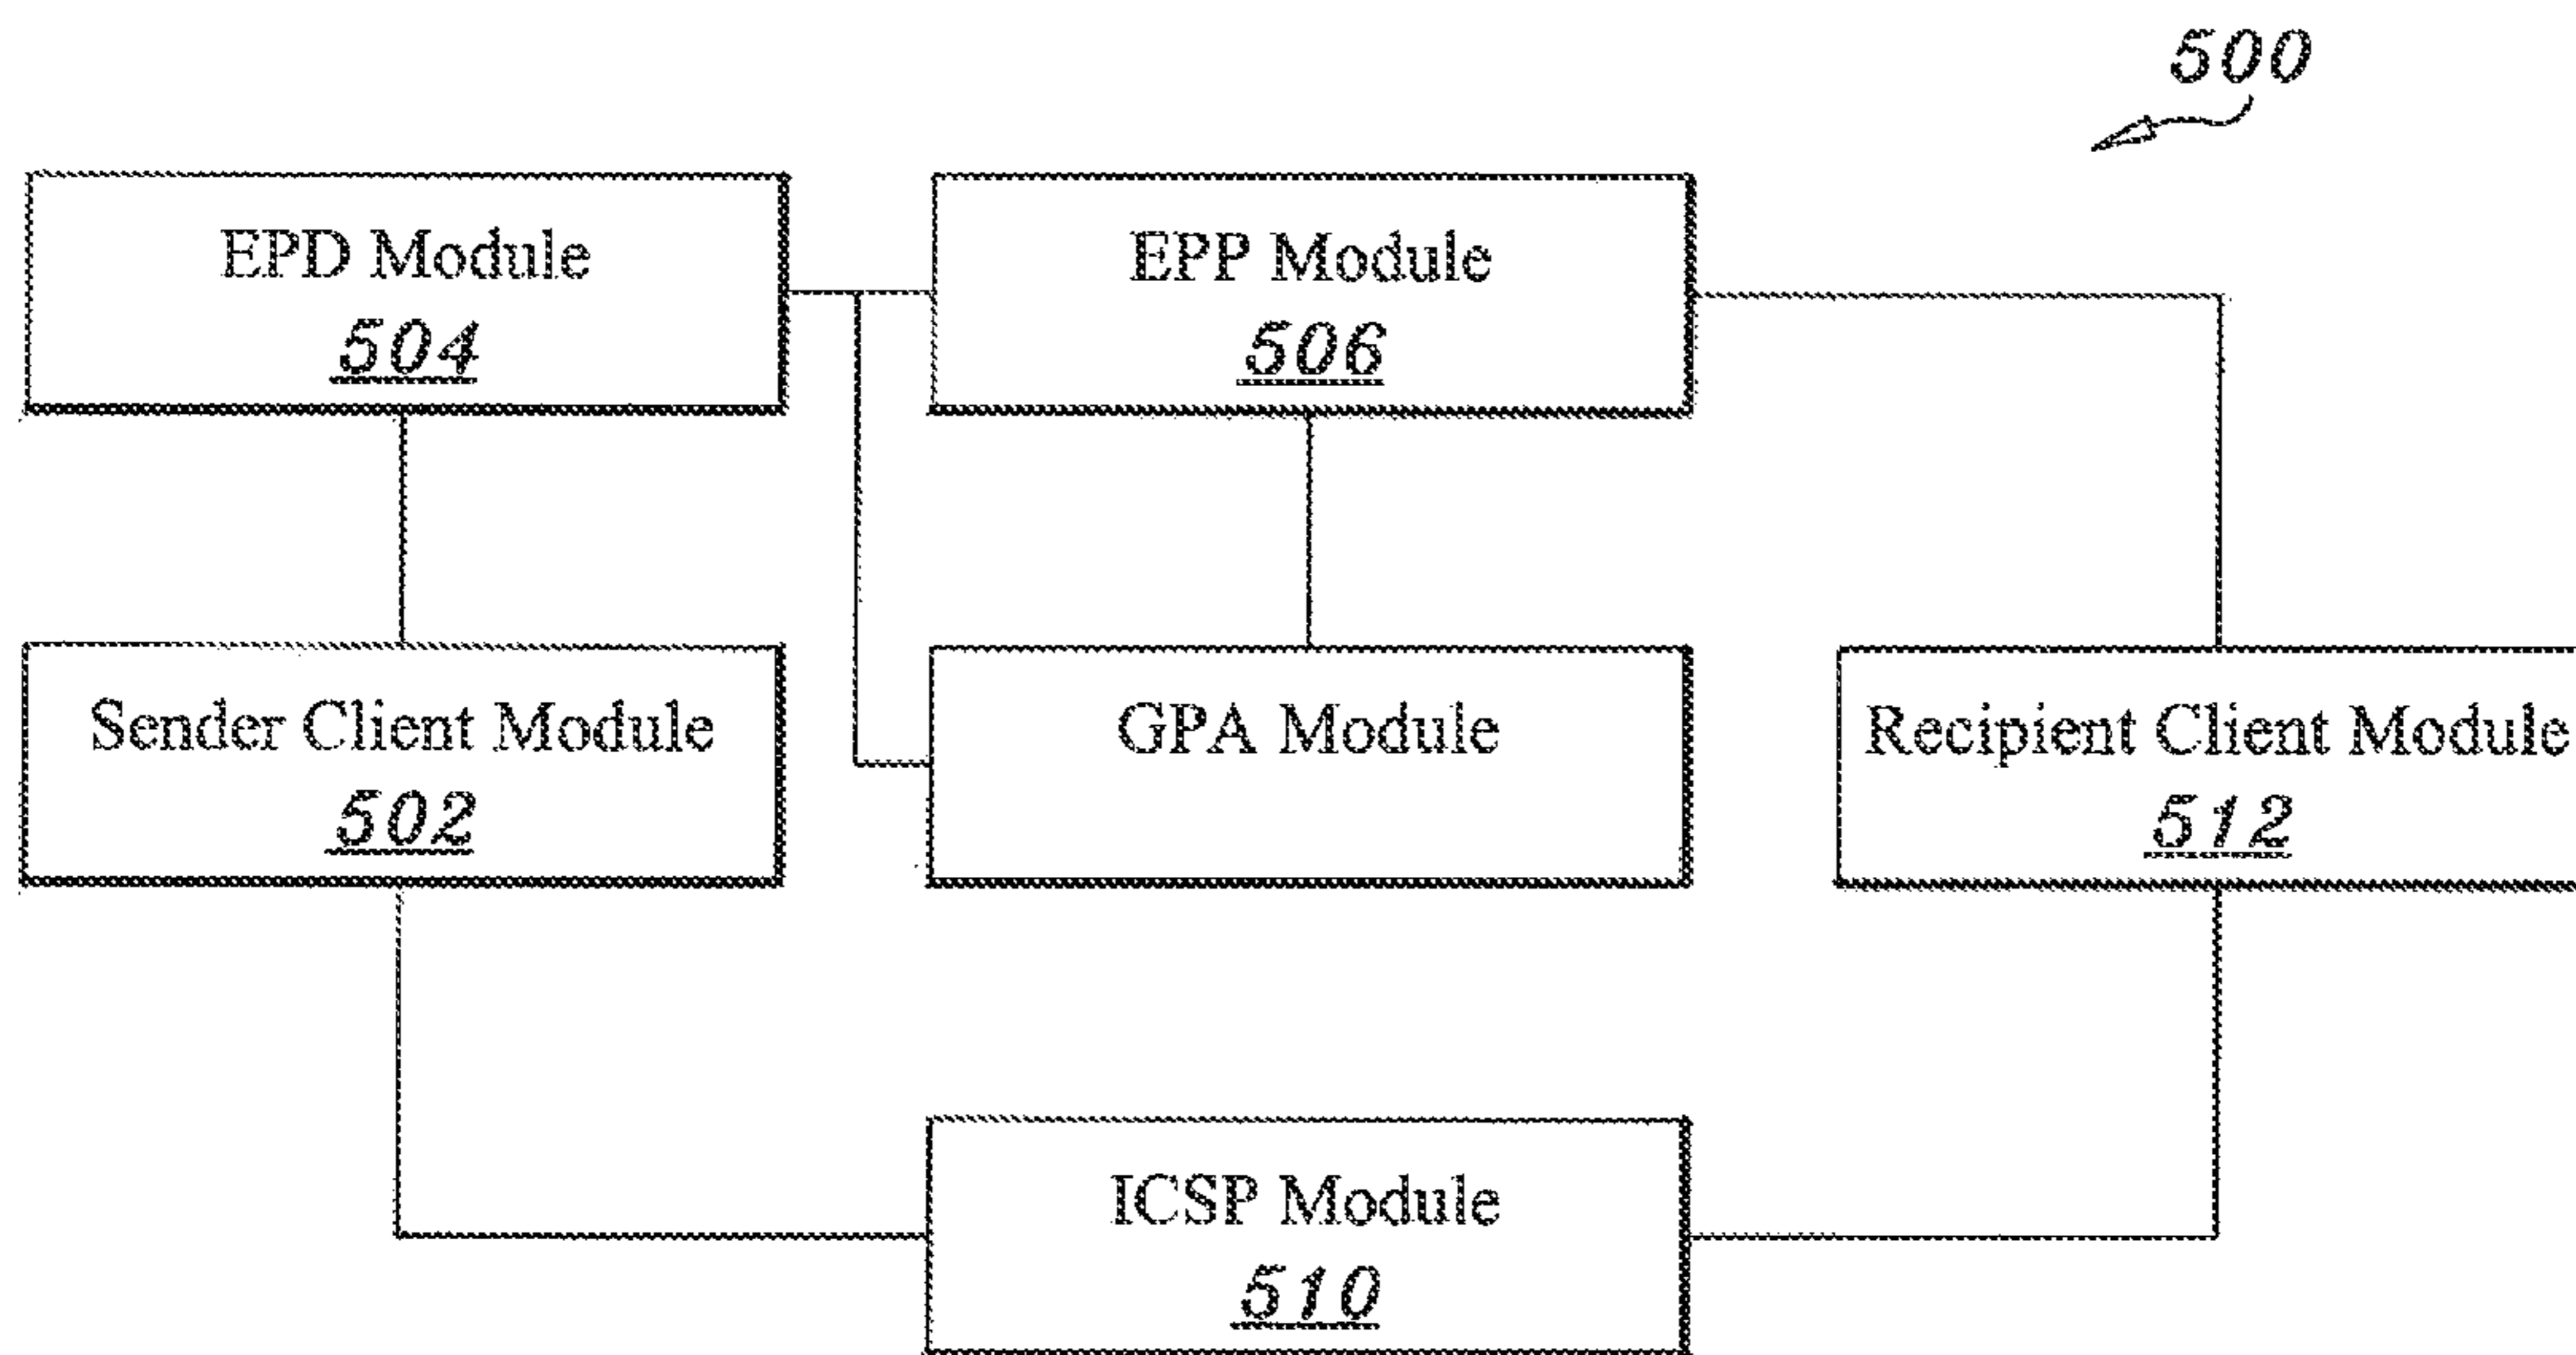 500
EPD Module
504
EPP Module
506
Sender Client Module
502
GPA Module
Recipient Client Module
512
ICSP Module
510